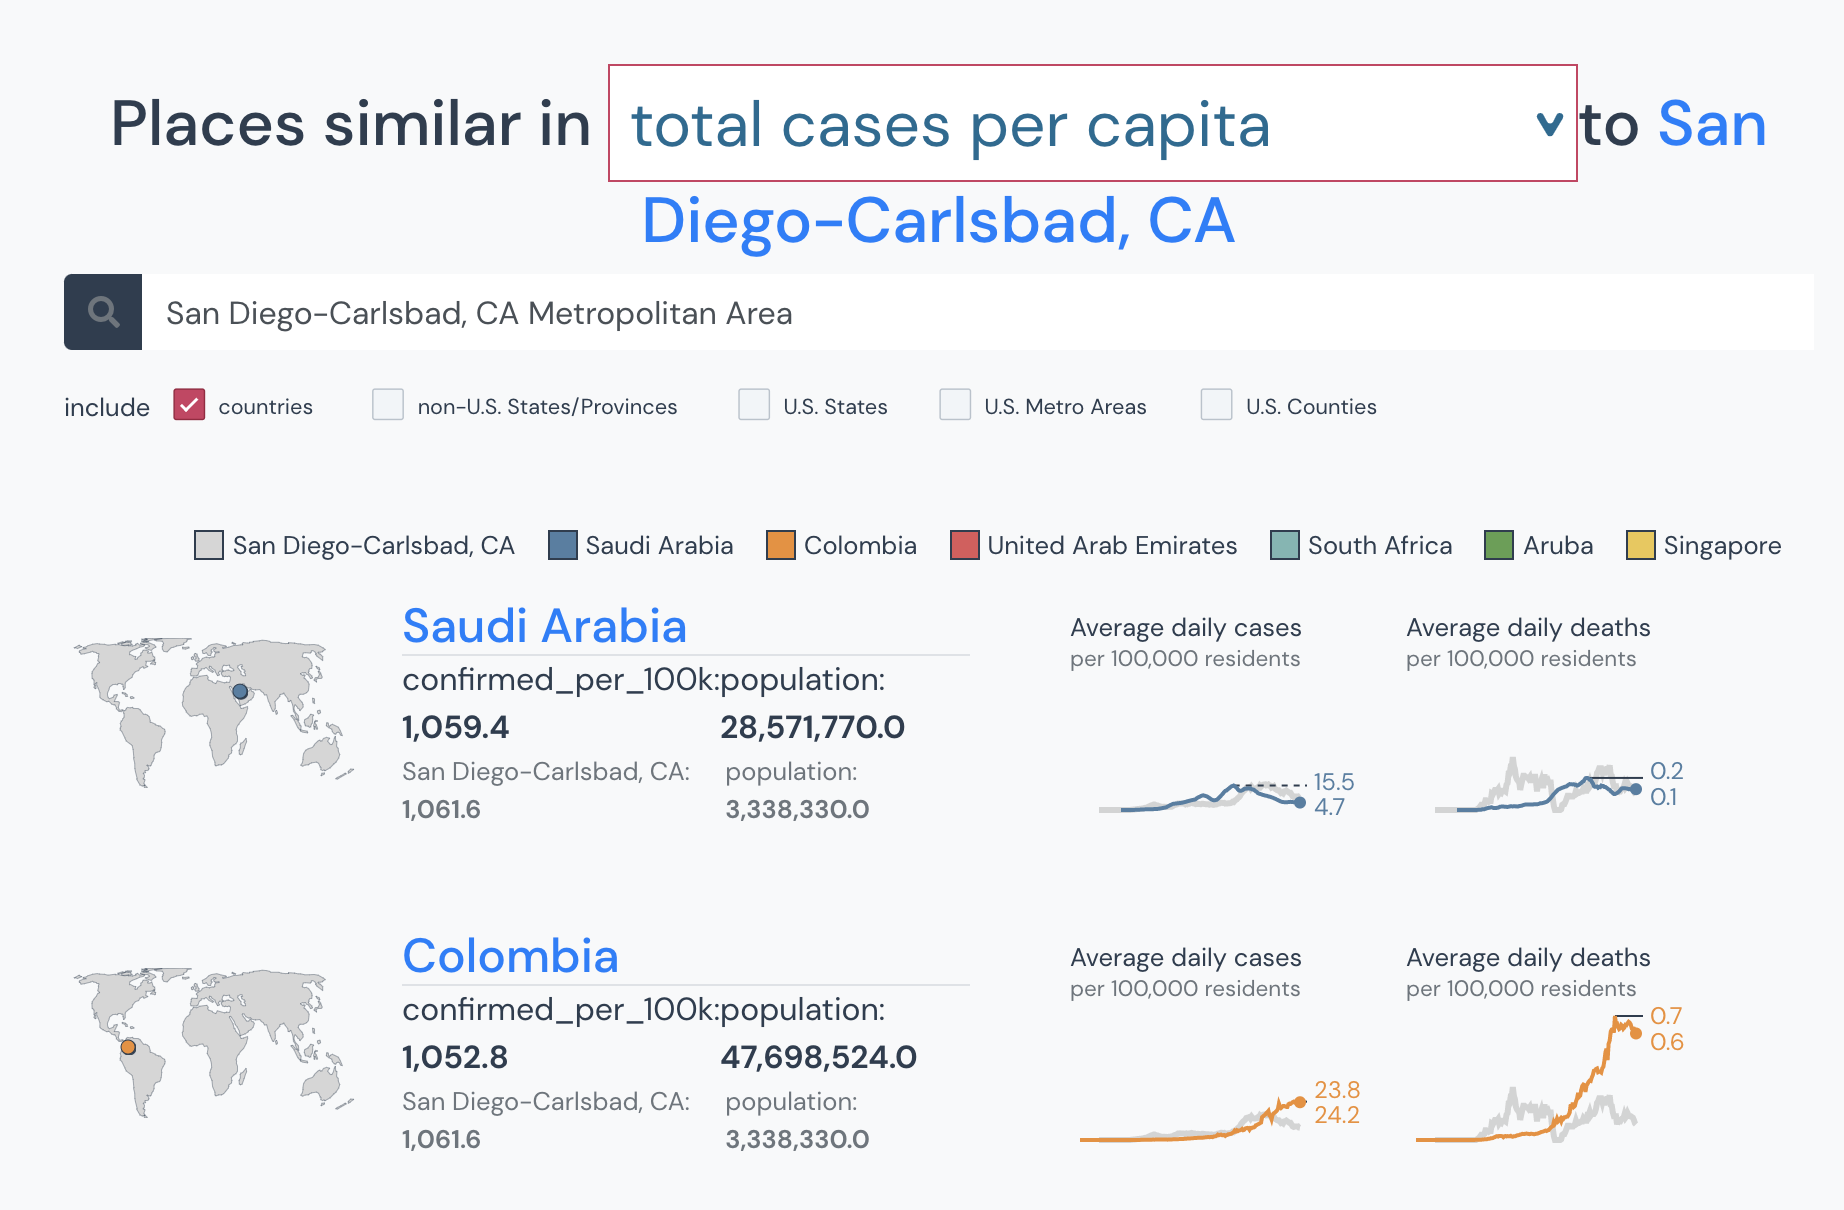 Places similar in total cases per capita to San
Diego-Carlsbad, CA
San Diego-Carlsbad, CA Metropolitan Area
include countries non-U.S. States/Provinces U.S. States U.S. Metro Areas U.S. Counties
San Diego-Carlsbad, CA Saudi Arabia Colombia United Arab Emirates South Africa Aruba Singapore
Saudi Arabia
confirmed_per_100k: population:
1,059.4 28,571,770.0
San Diego-Carlsbad, CA: population:
1,061.6 3,338,330.0
Average daily cases
per 100,000 residents
15.5
4.7
Average daily deaths
per 100,000 residents
0.2
0.1
Colombia
confirmed_per_100k: population:
1,052.8 47,698,524.0
San Diego-Carlsbad, CA: population:
1,061.6 3,338,330.0
Average daily cases
per 100,000 residents
23.8
24.2
Average daily deaths
per 100,000 residents
0.7
0.6